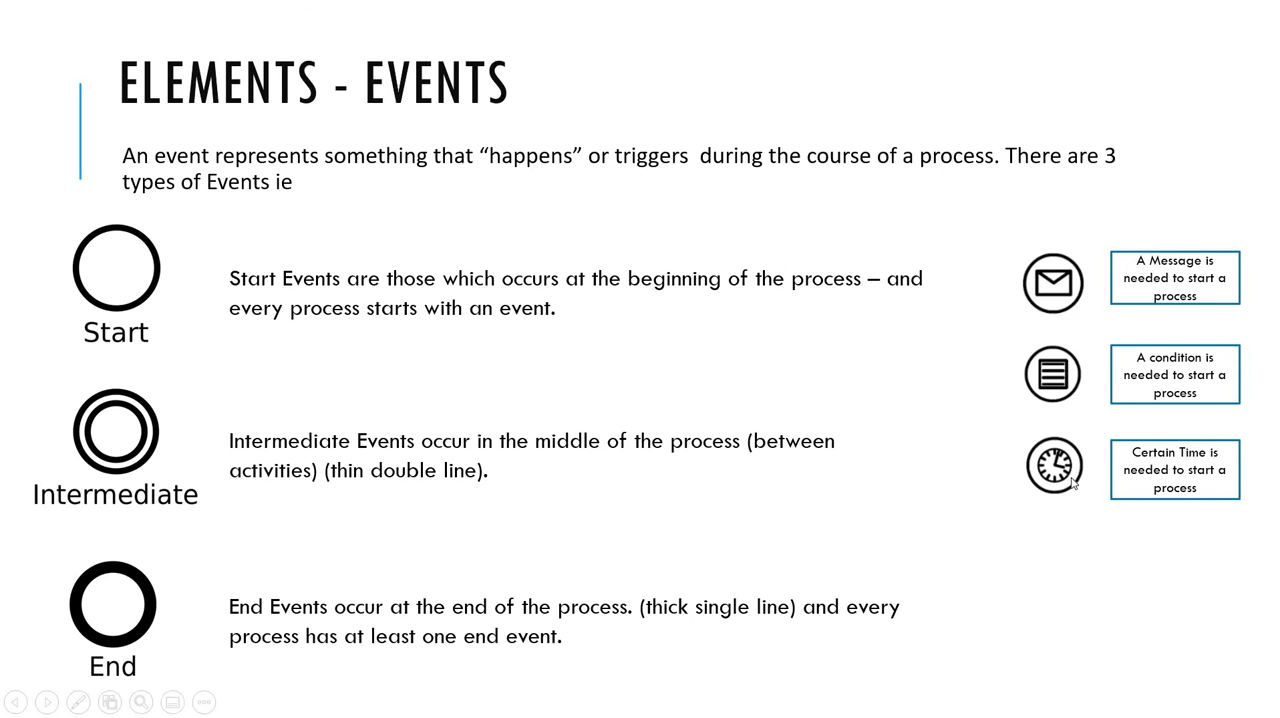 ELEMENTS - EVENTS
An event represents something that “happens” or triggers during the course of a process. There are 3
types of Events ie
Start
Start Events are those which occurs at the beginning of the process – and
every process starts with an event.
Intermediate
Intermediate Events occur in the middle of the process (between
activities) (thin double line).
End
End Events occur at the end of the process. (thick single line) and every
process has at least one end event.
A Message is
needed to start a
process
A condition is
needed to start a
process
Certain Time is
needed to start a
process